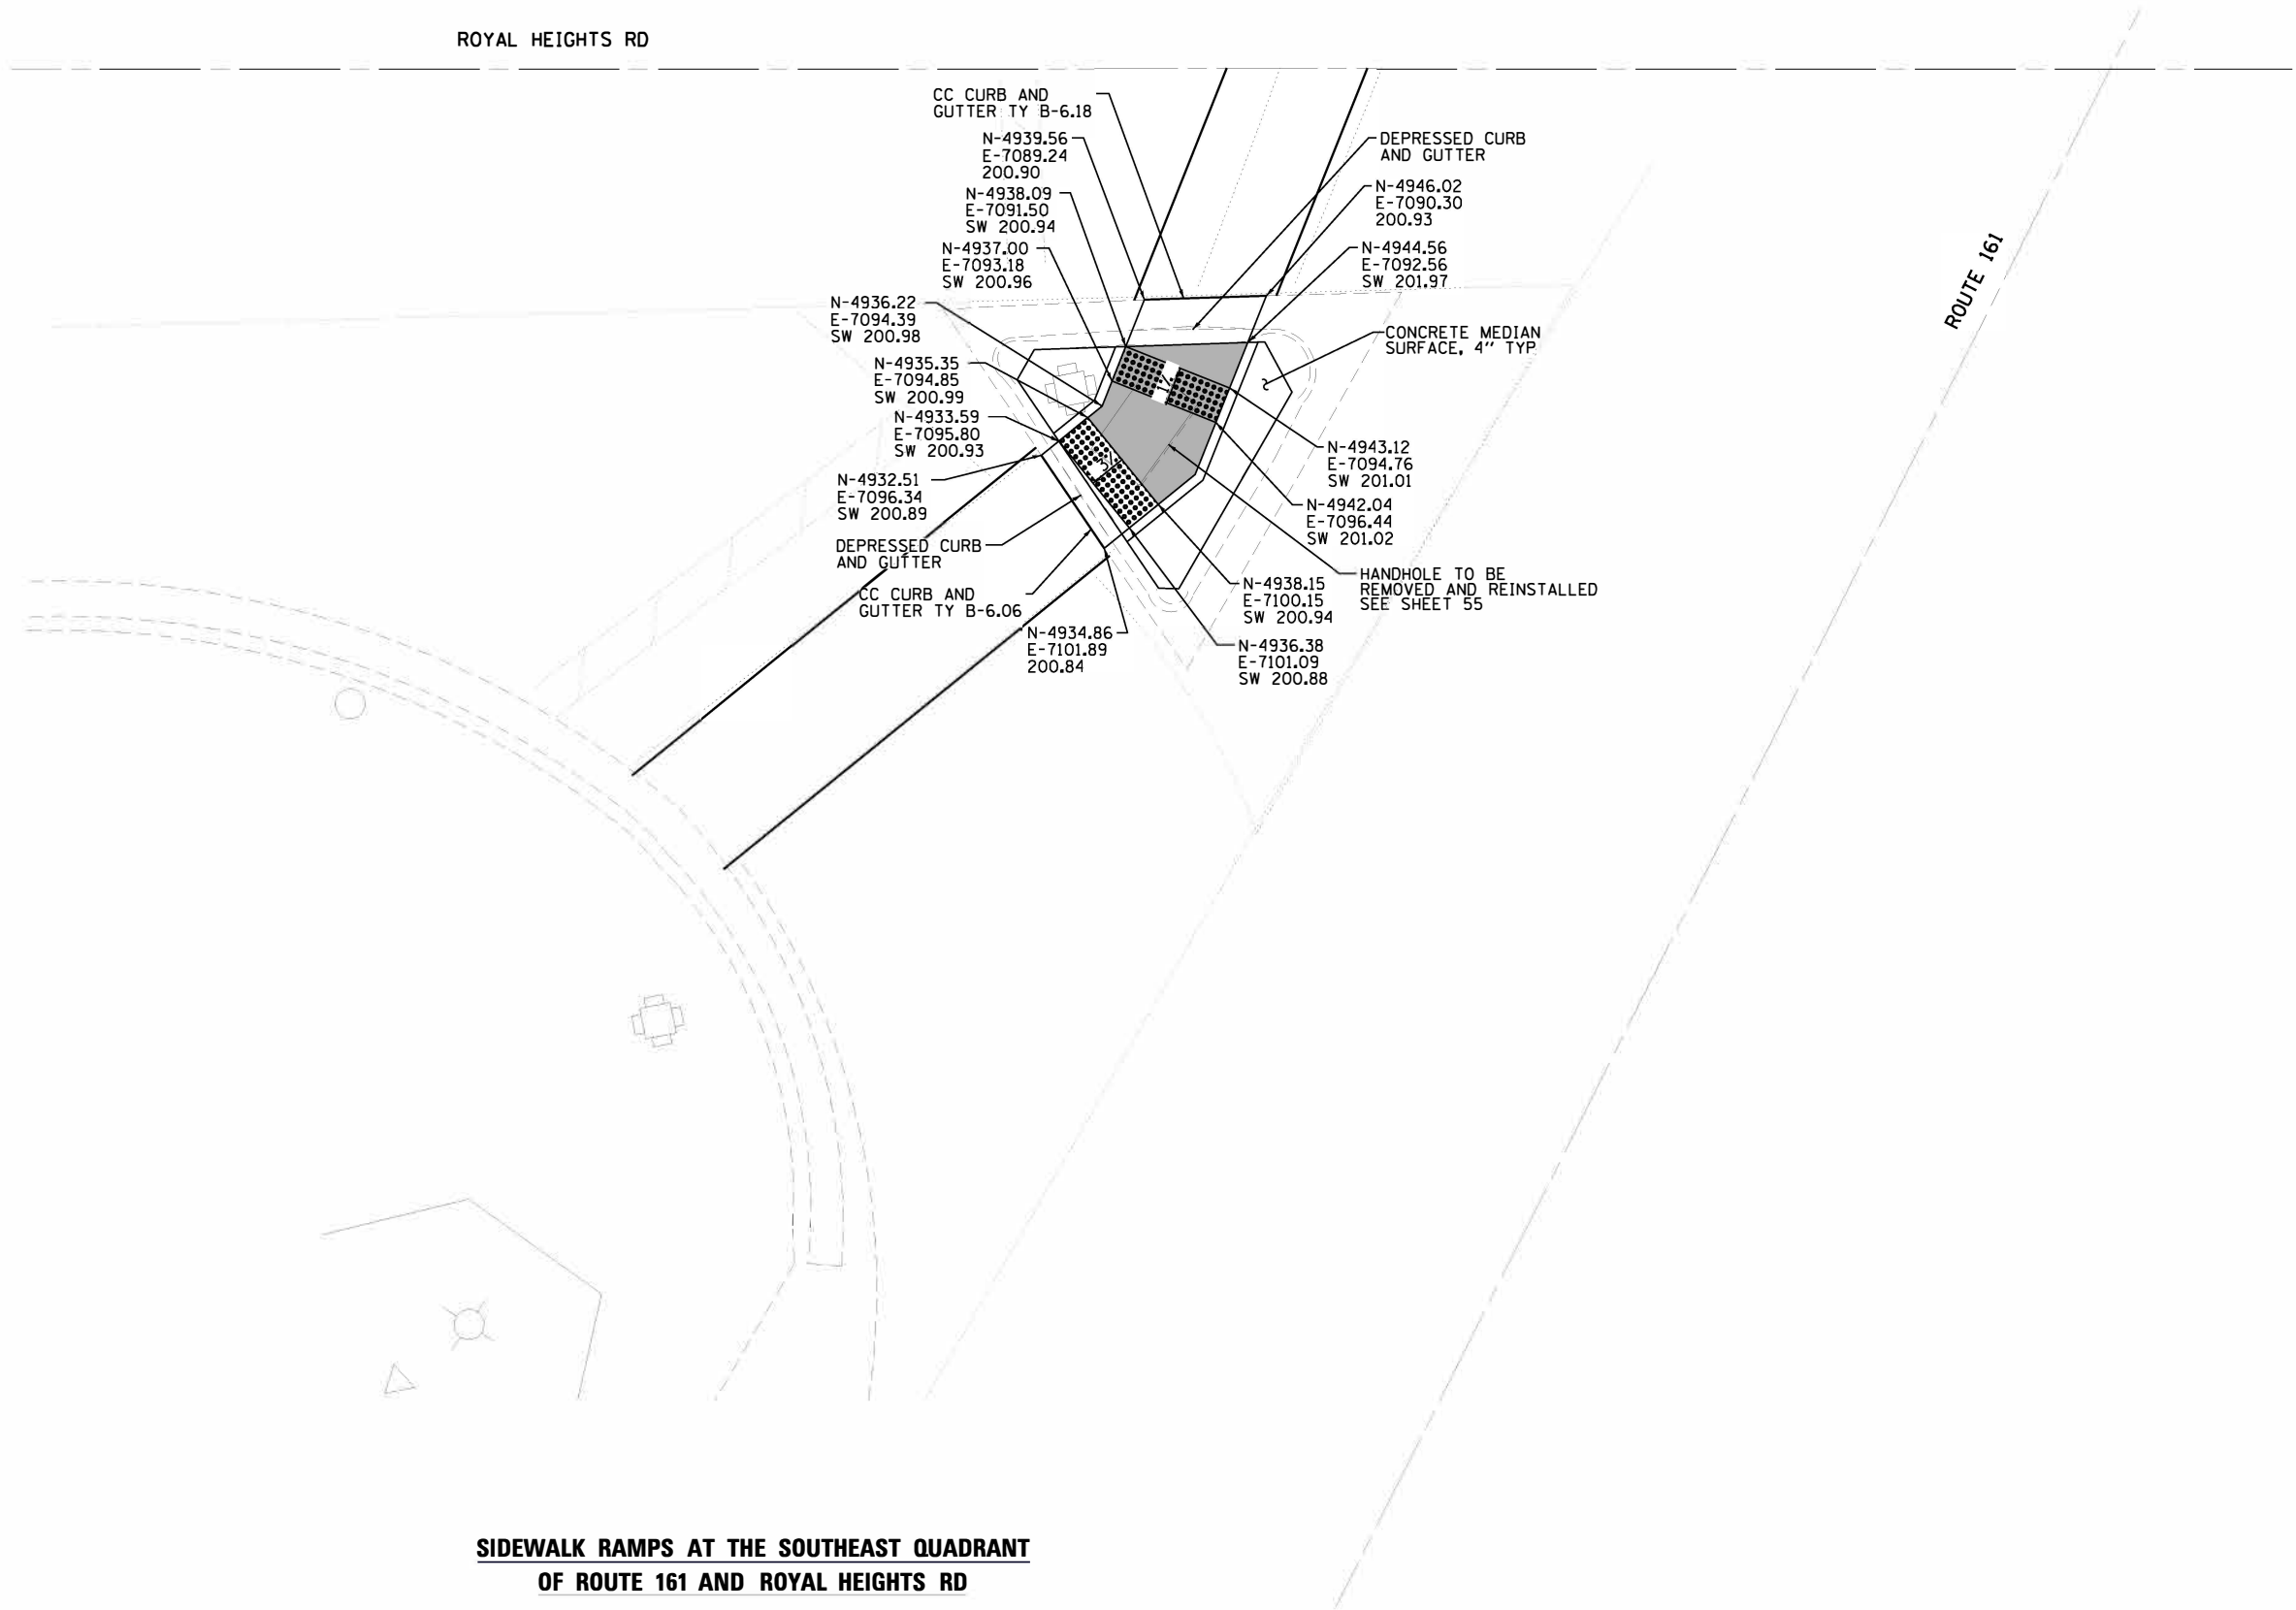 ROYAL HEIGHTS RD
CC CURB AND
GUTTER TY B-6.18
N-4939.56
E-7089.24
200.90
N-4938.09
E-7091.50
SW 200.94
N-4937.00
E-7093.18
SW 200.96
N-4936.22
E-7094.39
SW 200.98
N-4935.35
E-7094.85
SW 200.99
N-4933.59
E-7095.80
SW 200.93
N-4932.51
E-7096.34
SW 200.89
DEPRESSED CURB
AND GUTTER
CC CURB AND
GUTTER TY B-6.06
N-4934.86
E-7101.89
200.84
DEPRESSED CURB
AND GUTTER
N-4946.02
E-7090.30
200.93
N-4944.56
E-7092.56
SW 201.97
CONCRETE MEDIAN
SURFACE, 4" TYP
N-4943.12
E-7094.76
SW 201.01
N-4942.04
E-7096.44
SW 201.02
HANDHOLE TO BE
REMOVED AND REINSTALLED
SEE SHEET 55
N-4938.15
E-7100.15
SW 200.94
N-4936.38
E-7101.09
SW 200.88
ROUTE 161
SIDEWALK RAMPS AT THE SOUTHEAST QUADRANT
OF ROUTE 161 AND ROYAL HEIGHTS RD